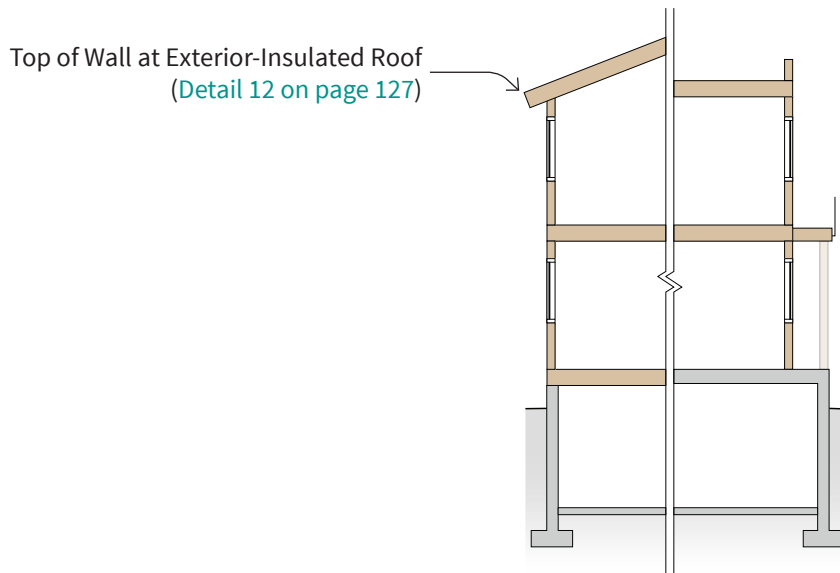 Top of Wall at Exterior-Insulated Roof
(Detail 12 on page 127)